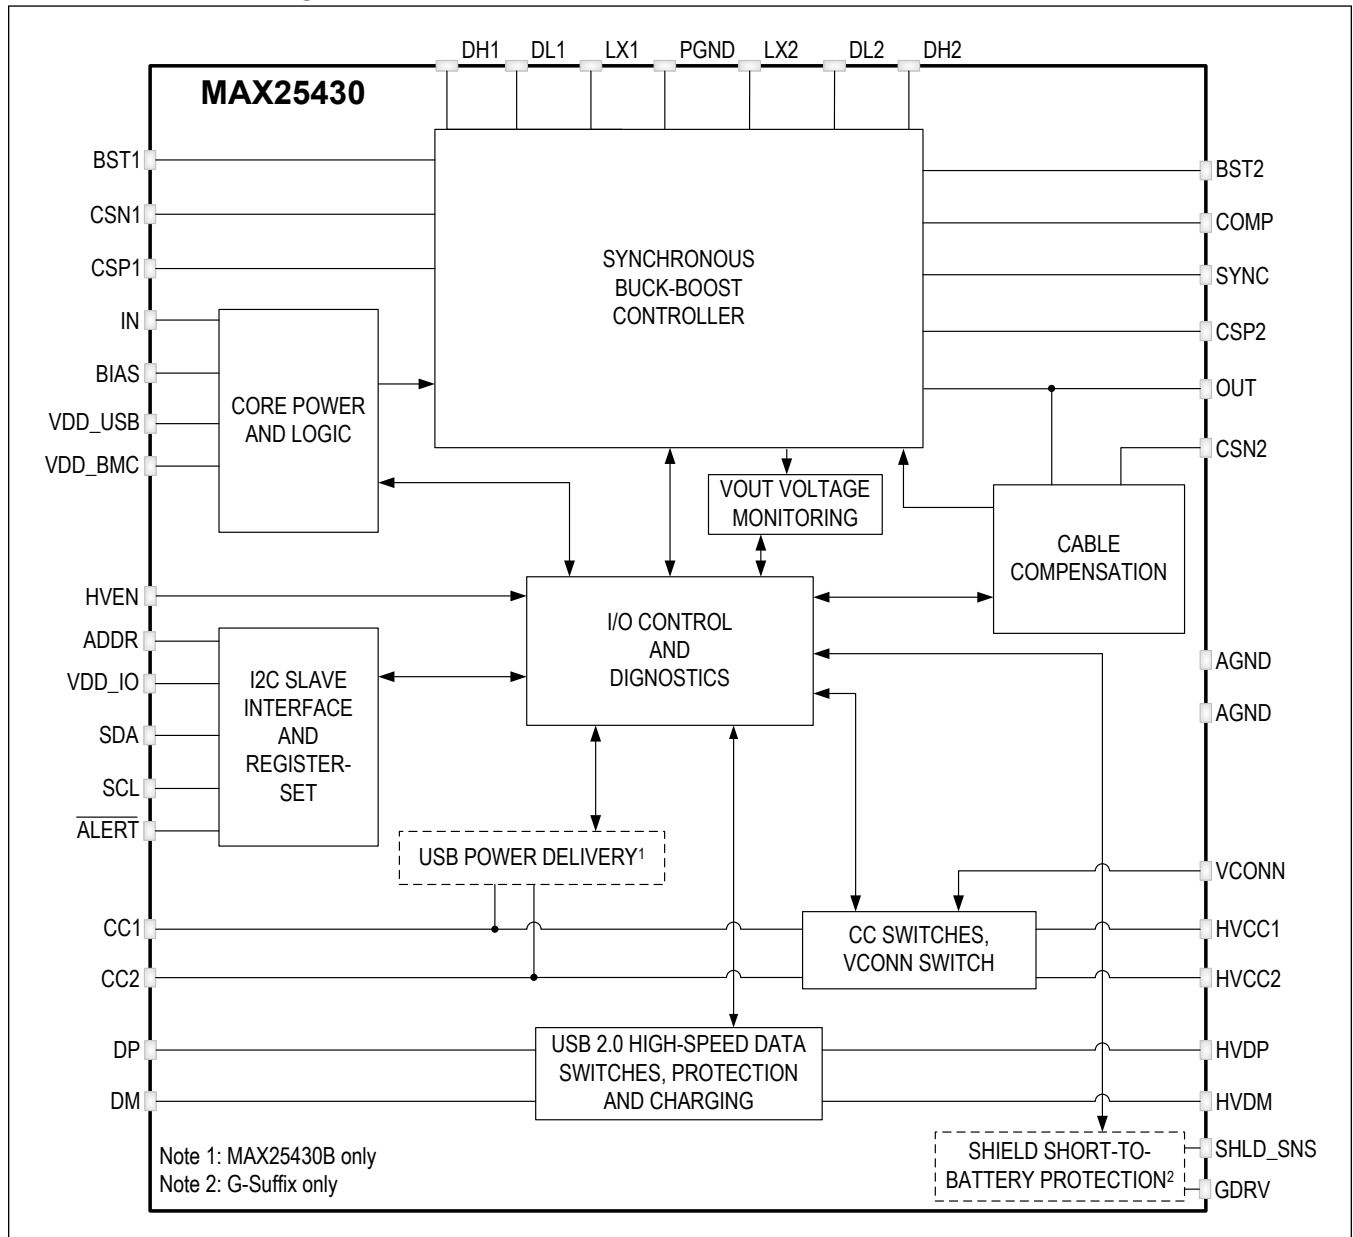 DH1 DL1 LX1 PGND LX2 DL2 DH2
MAX25430
BST1
CSN1
CSP1
IN
BIAS
VDD_USB
VDD_BMC
HVEN
ADDR
VDD_IO
SDA
SCL
ALERT
CC1
CC2
DP
DM
SYNCHRONOUS
BUCK-BOOST
CONTROLLER
CORE POWER
AND LOGIC
VOUT VOLTAGE
MONITORING
CABLE
COMPENSATION
I/O CONTROL
AND
DIGNOSTICS
I2C SLAVE
INTERFACE
AND
REGISTER-
SET
USB POWER DELIVERY1
CC SWITCHES,
VCONN SWITCH
USB 2.0 HIGH-SPEED DATA
SWITCHES, PROTECTION
AND CHARGING
SHIELD SHORT-TO-
BATTERY PROTECTION2
BST2
COMP
SYNC
CSP2
OUT
CSN2
AGND
AGND
VCONN
HVCC1
HVCC2
HVDP
HVDM
SHLD_SNS
GDRV
Note 1: MAX25430B only
Note 2: G-Suffix only